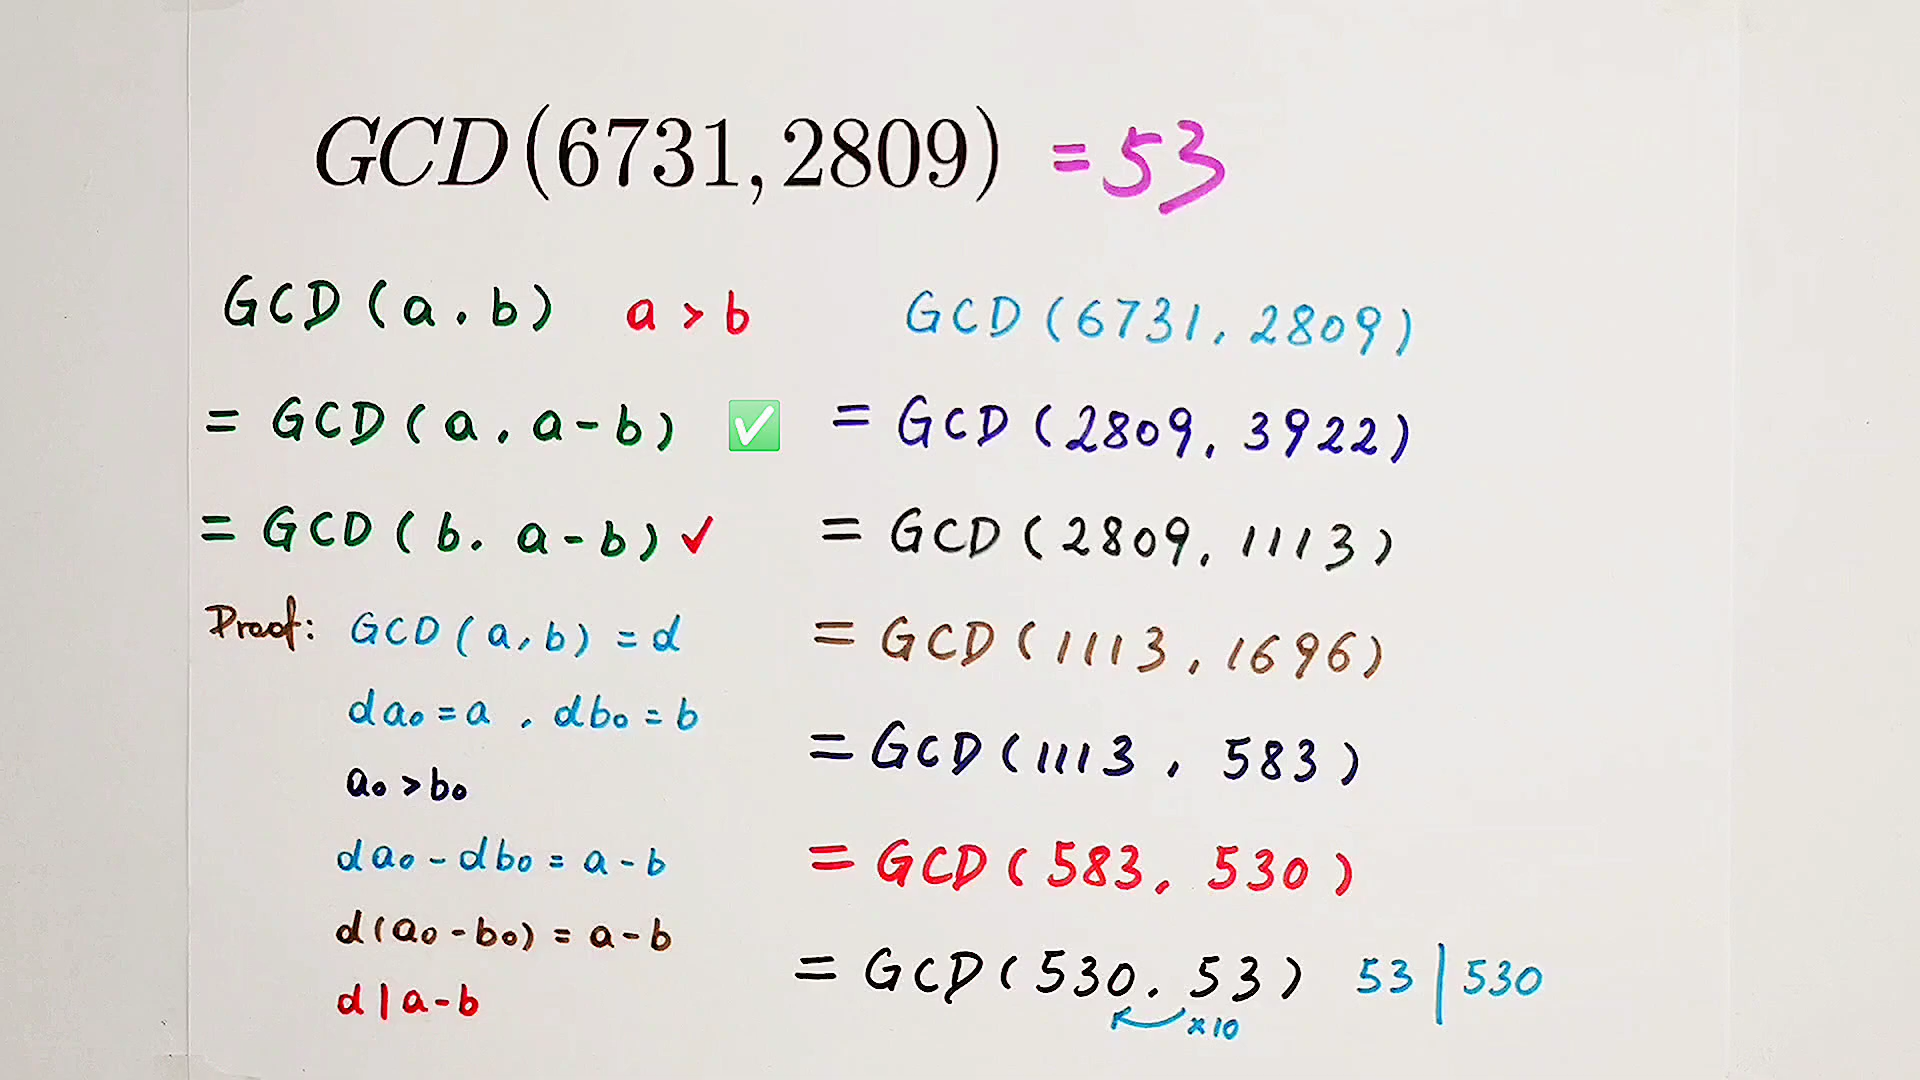 GCD(6731,2809) =53
GCD(a,b) a>b
= GCD(a, a-b) ✅
= GCD(b, a-b) ✓
Proof: GCD(a,b) = d
da₀ = a , db₀ = b
a₀ > b₀
da₀ - db₀ = a - b
d(a₀ - b₀) = a - b
d | a - b
GCD(6731, 2809)
= GCD(2809, 3922)
= GCD(2809, 1113)
= GCD(1113, 1696)
= GCD(1113, 583)
= GCD(583, 530)
= GCD(530, 53) 53 | 530
×10